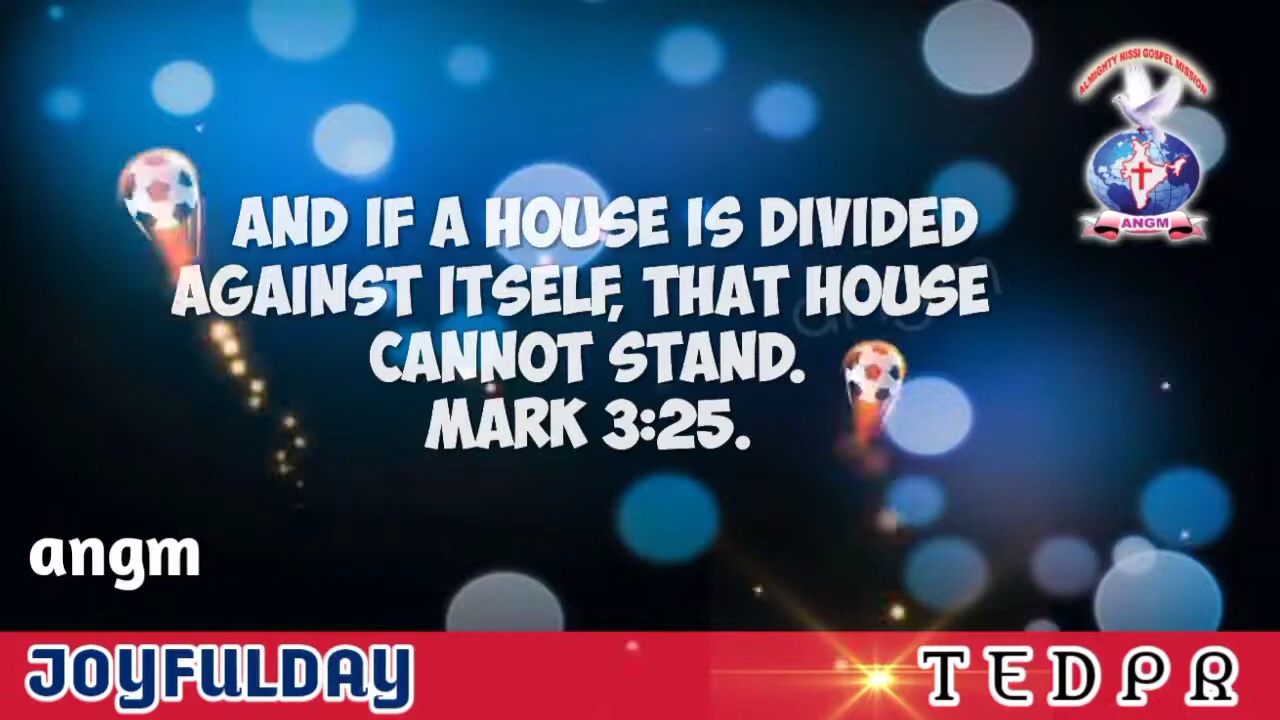 ALMIGHTY NISSI GOSPEL MISSION
ANGM
AND IF A HOUSE IS DIVIDED
AGAINST ITSELF, THAT HOUSE
CANNOT STAND.
MARK 3:25.
angm
angm
JOYFULDAY
TEDPR